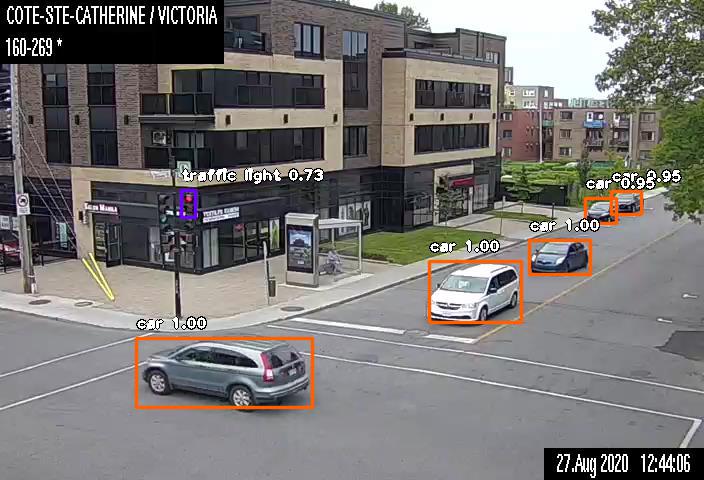 COTE-STE-CATHERINE / VICTORIA
160-269 *
traffic light 0.73
car 0.95
car 0.95
car 1.00
car 1.00
car 1.00
27.Aug 2020 12:44:06